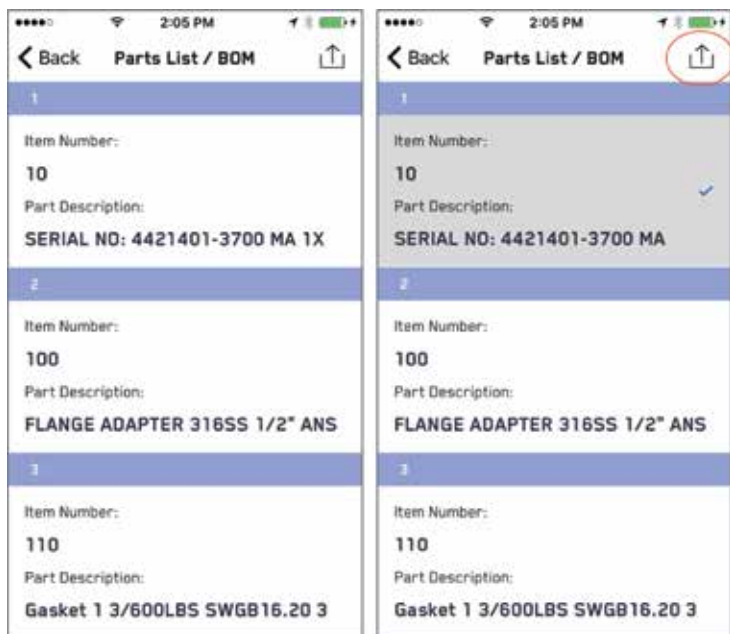 2:05 PM
Back Parts List / BOM
1
Item Number:
10
Part Description:
SERIAL NO: 4421401-3700 MA 1X
2
Item Number:
100
Part Description:
FLANGE ADAPTER 316SS 1/2" ANS
3
Item Number:
110
Part Description:
Gasket 1 3/600LBS SWGB16.20 3
2:05 PM
Back Parts List / BOM
1
Item Number:
10
Part Description:
SERIAL NO: 4421401-3700 MA
2
Item Number:
100
Part Description:
FLANGE ADAPTER 316SS 1/2" ANS
3
Item Number:
110
Part Description:
Gasket 1 3/600LBS SWGB16.20 3